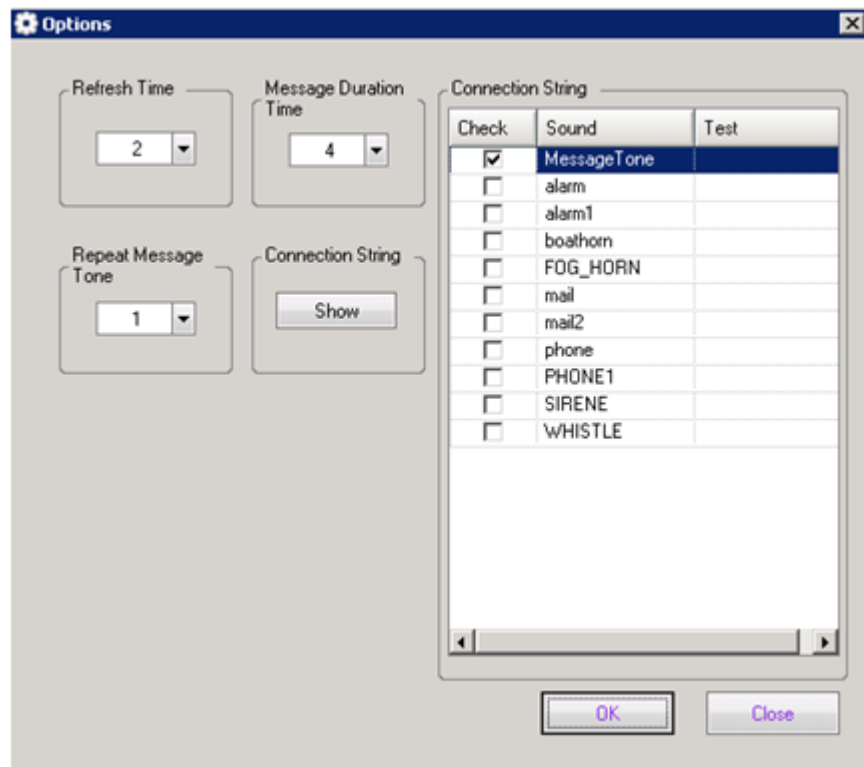 Options
Refresh Time
2
Message Duration
Time
4
Repeat Message
Tone
1
Connection String
Show
Connection String
Check Sound Test
MessageTone
alarm
alarm1
boathorn
FOG_HORN
mail
mail2
phone
PHONE1
SIRENE
WHISTLE
OK
Close